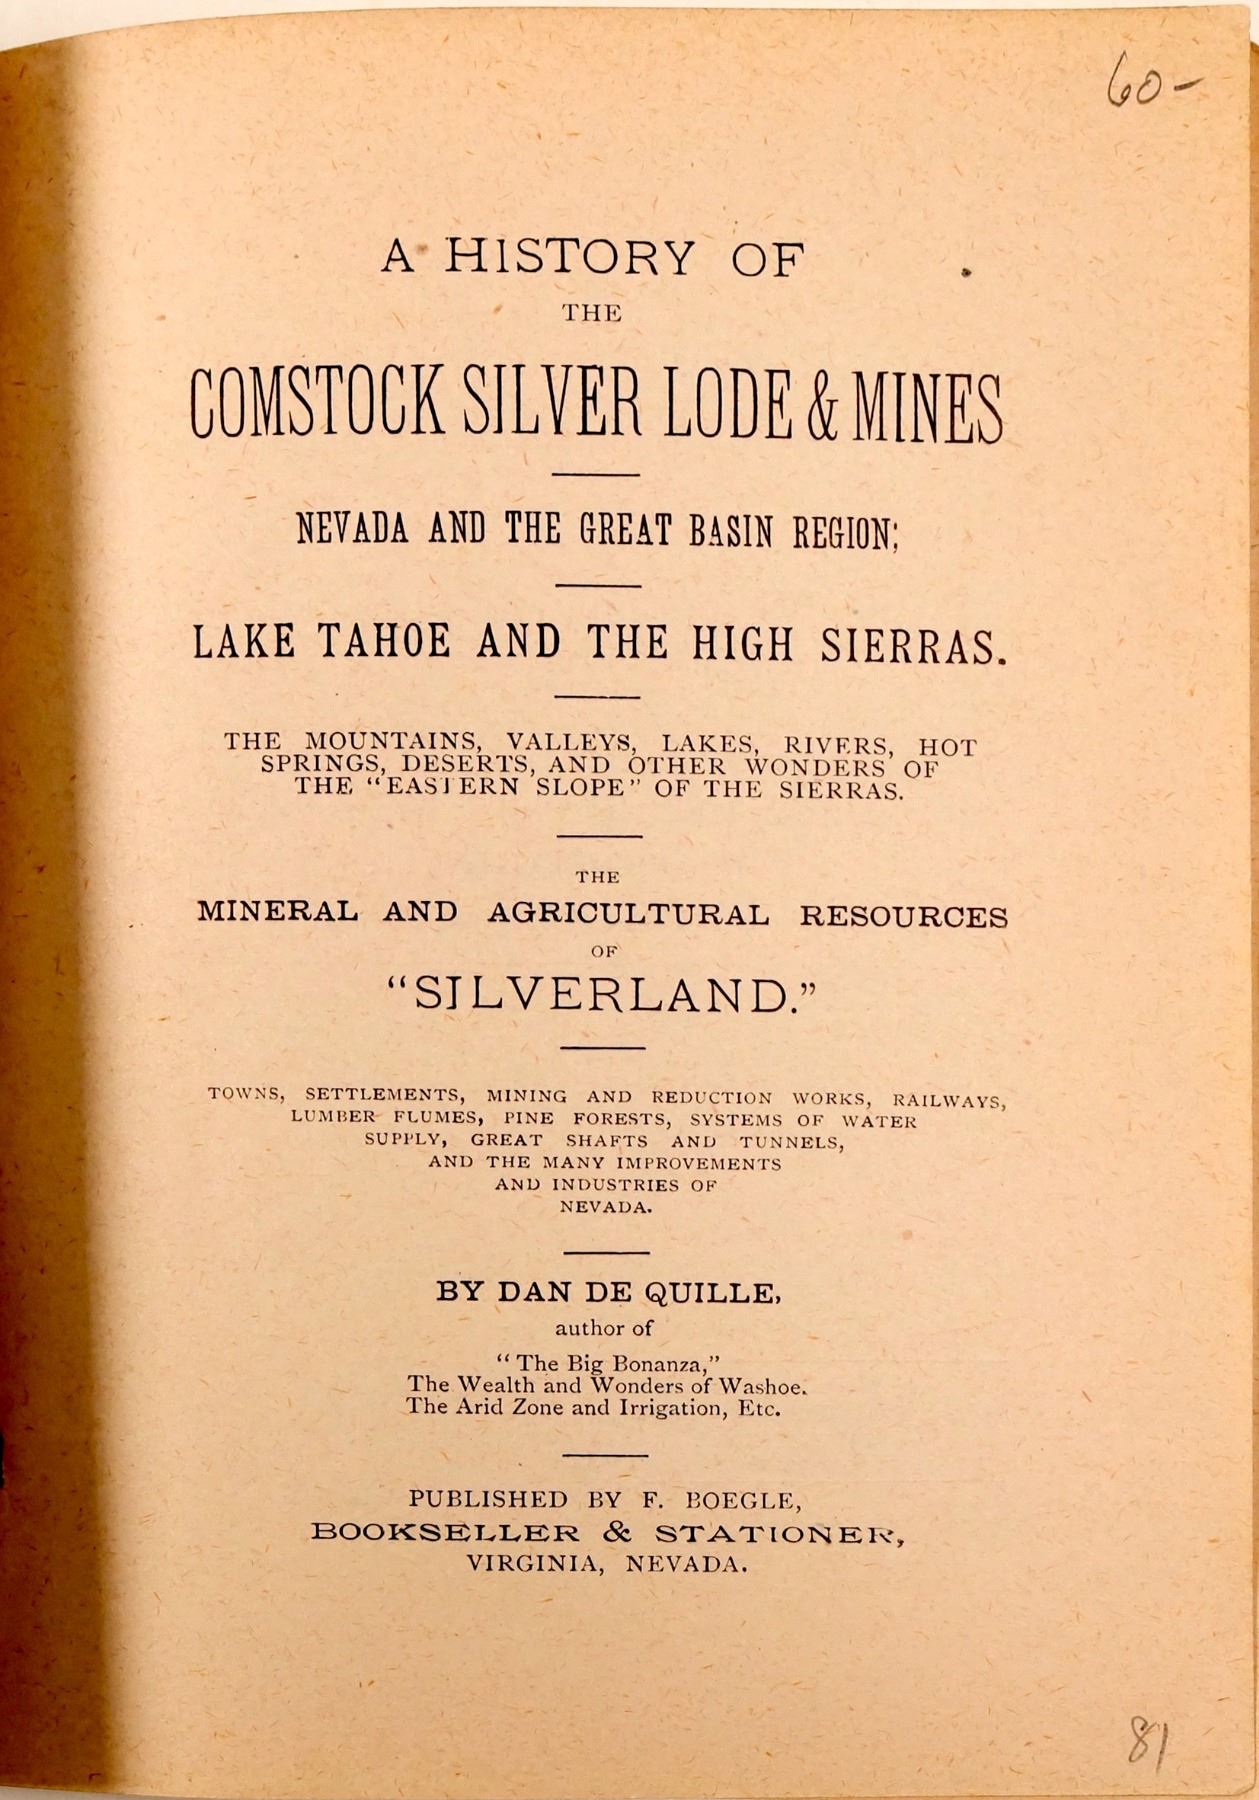 60-
A HISTORY OF
THE
COMSTOCK SILVER LODE & MINES
NEVADA AND THE GREAT BASIN REGION;
LAKE TAHOE AND THE HIGH SIERRAS.
THE MOUNTAINS, VALLEYS, LAKES, RIVERS, HOT
SPRINGS, DESERTS, AND OTHER WONDERS OF
THE "EASTERN SLOPE" OF THE SIERRAS.
THE
MINERAL AND AGRICULTURAL RESOURCES
OF
"SILVERLAND."
TOWNS, SETTLEMENTS, MINING AND REDUCTION WORKS, RAILWAYS,
LUMBER FLUMES, PINE FORESTS, SYSTEMS OF WATER
SUPPLY, GREAT SHAFTS AND TUNNELS,
AND THE MANY IMPROVEMENTS
AND INDUSTRIES OF
NEVADA.
BY DAN DE QUILLE,
author of
"The Big Bonanza,"
The Wealth and Wonders of Washoe.
The Arid Zone and Irrigation, Etc.
PUBLISHED BY F. BOEGLE,
BOOKSELLER & STATIONER,
VIRGINIA, NEVADA.
81